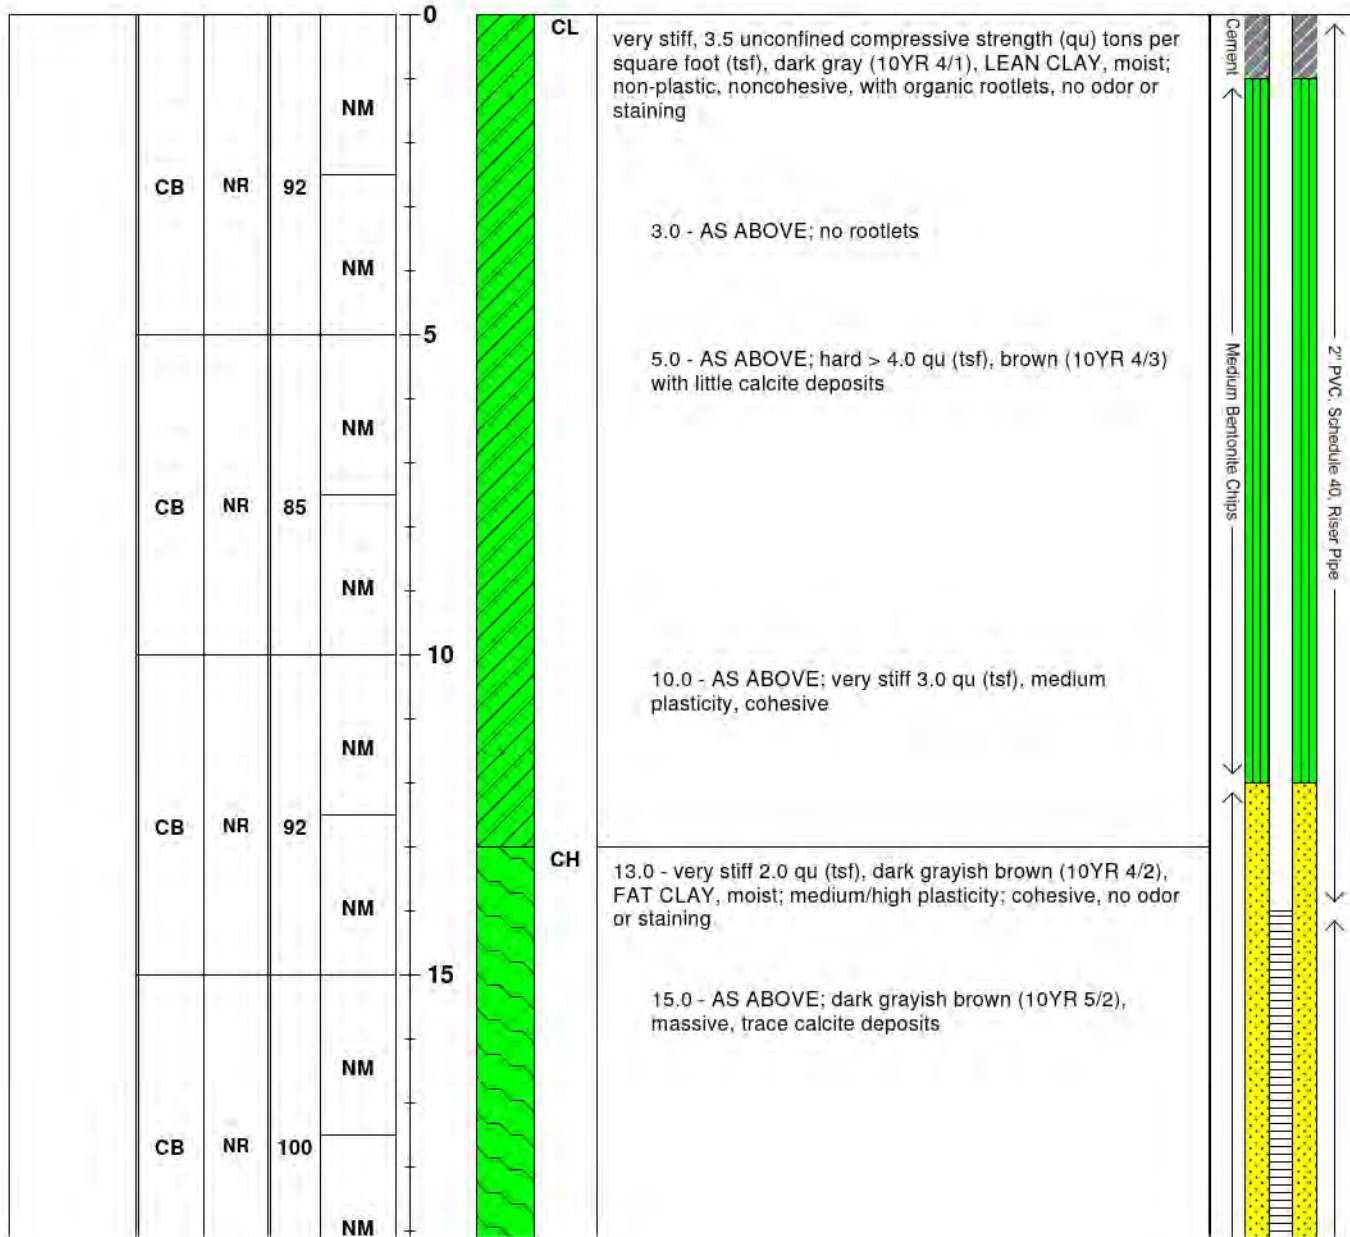 0
CL
very stiff, 3.5 unconfined compressive strength (qu) tons per
square foot (tsf), dark gray (10YR 4/1), LEAN CLAY, moist;
non-plastic, noncohesive, with organic rootlets, no odor or
staining
Cement
NM
CB NR 92
3.0 - AS ABOVE; no rootlets
NM
5
5.0 - AS ABOVE; hard > 4.0 qu (tsf), brown (10YR 4/3)
with little calcite deposits
Medium Bentonite Chips
2" PVC, Schedule 40, Riser Pipe
NM
CB NR 85
NM
10
10.0 - AS ABOVE; very stiff 3.0 qu (tsf), medium
plasticity, cohesive
NM
CB NR 92
CH
13.0 - very stiff 2.0 qu (tsf), dark grayish brown (10YR 4/2),
FAT CLAY, moist; medium/high plasticity; cohesive, no odor
or staining
NM
15
15.0 - AS ABOVE; dark grayish brown (10YR 5/2),
massive, trace calcite deposits
NM
CB NR 100
NM